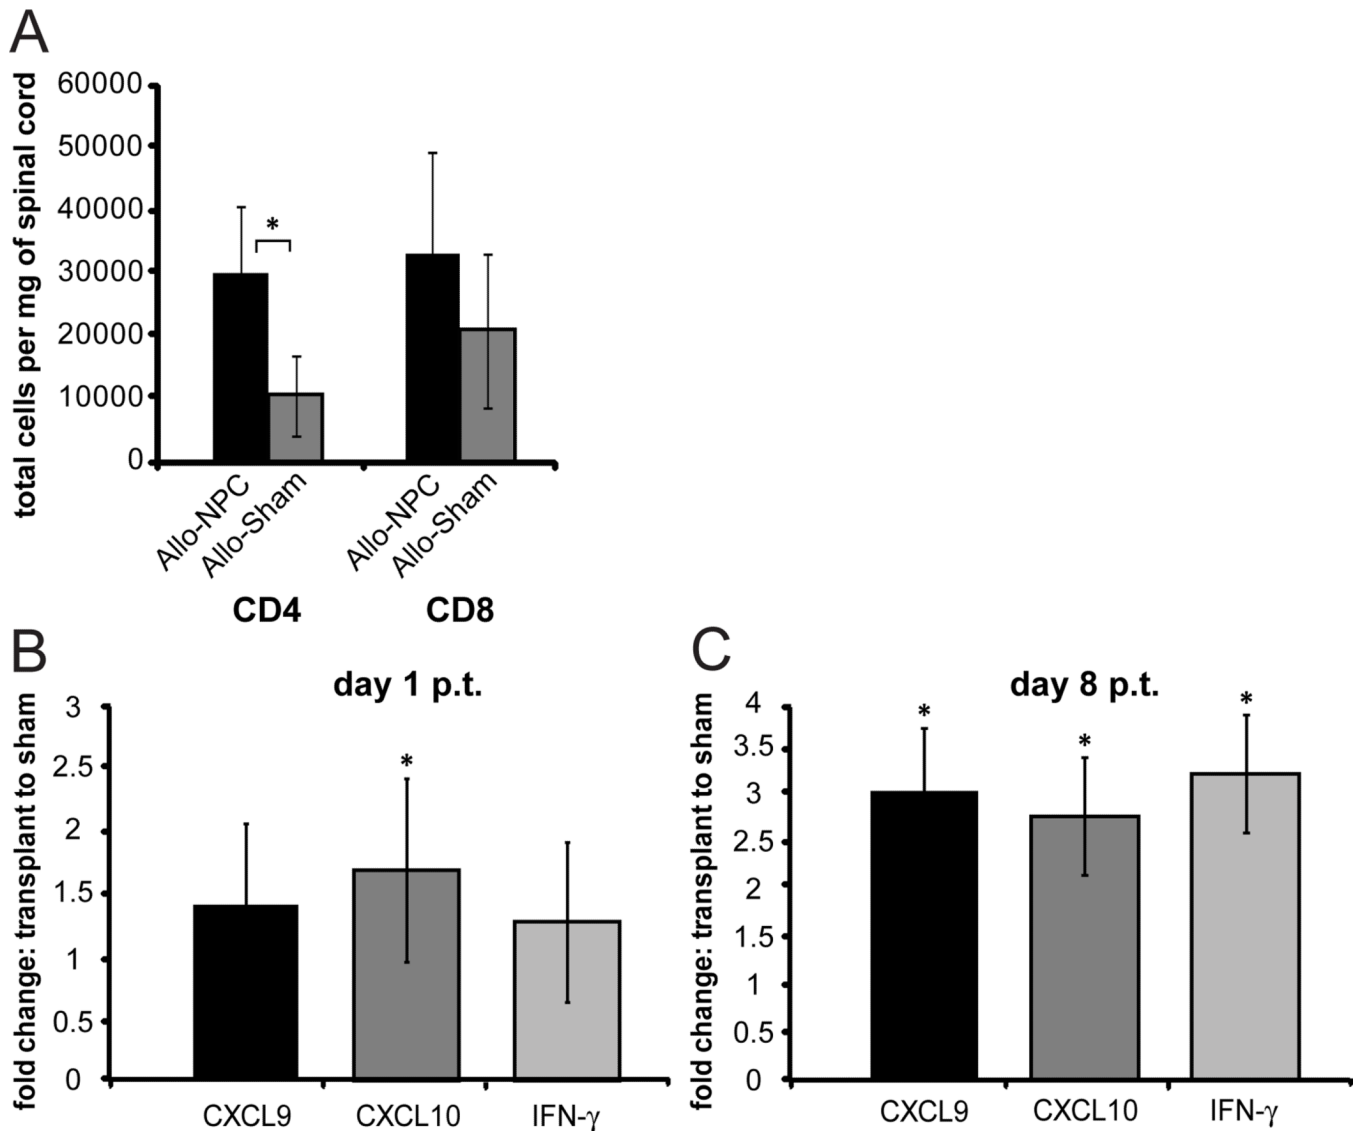 A
total cells per mg of spinal cord
60000
50000
40000
30000
20000
10000
0
*
Allo-NPC
Allo-Sham
Allo-NPC
Allo-Sham
CD4
CD8
B
day 1 p.t.
fold change: transplant to sham
3
2.5
2
1.5
1
0.5
0
*
CXCL9
CXCL10
IFN-γ
C
day 8 p.t.
fold change: transplant to sham
4
3.5
3
2.5
2
1.5
1
0.5
0
*
*
*
CXCL9
CXCL10
IFN-γ